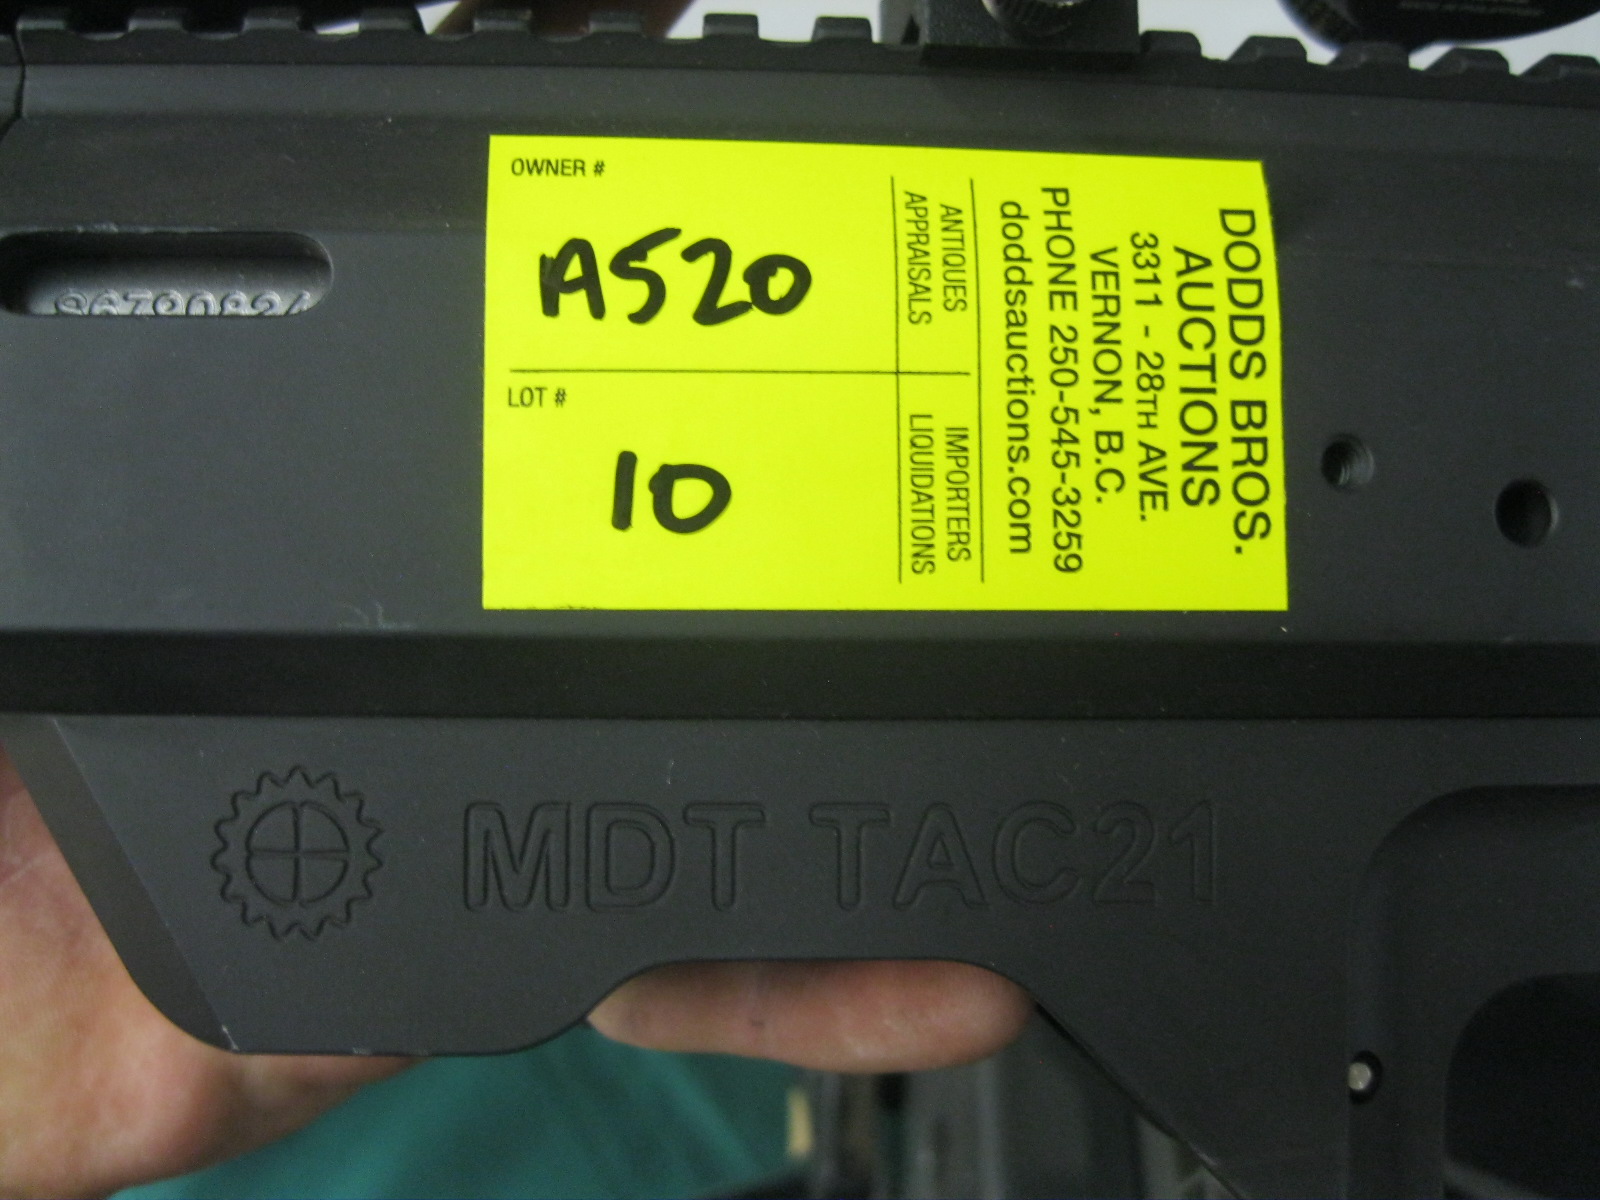 OWNER #
A520
LOT #
10
DODDS BROS.
AUCTIONS
3311 - 28TH AVE.
VERNON, B.C.
PHONE 250-545-3259
doddsauctions.com
ANTIQUES
APPRAISALS
IMPORTERS
LIQUIDATIONS
MDT TAC21